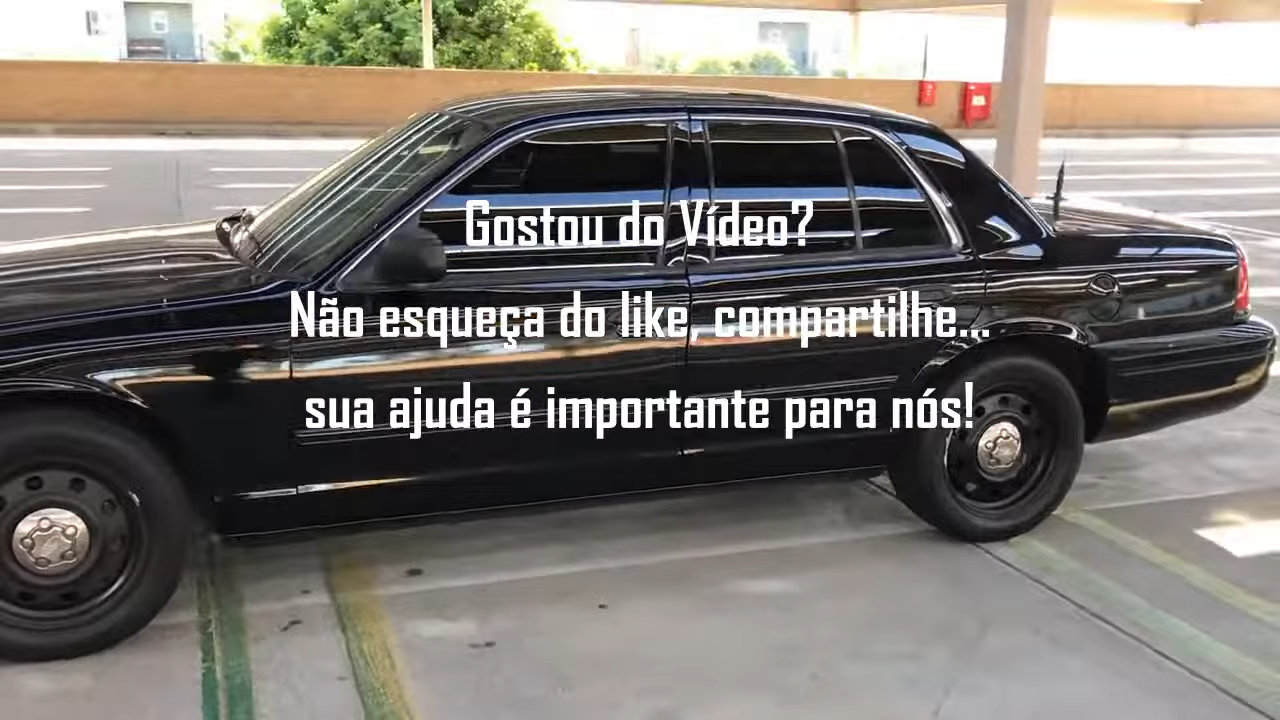 Gostou do Vídeo?
Não esqueça do like, compartilhe...
sua ajuda é importante para nós!